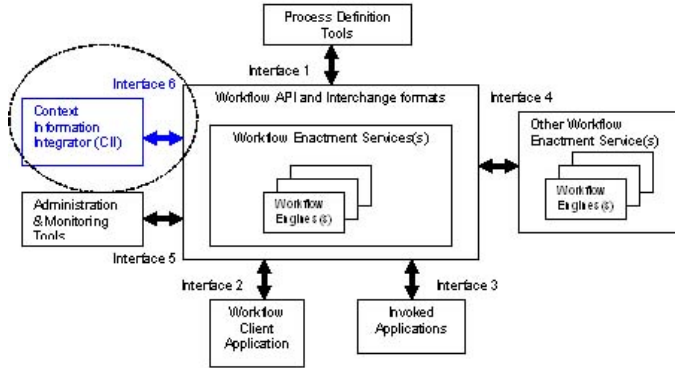 Process Definition
Tools
Interface 1
Interface 6
Workflow API and Interchange formats
Interface 4
Context
Information
Integrator (CII)
Workflow Enactment Services(s)
Other Workflow
Enactment Service(s)
Workflow
Engines(s)
Workflow
Engines(s)
Administration
& Monitoring
Tools
Interface 5
Interface 2
Interface 3
Workflow
Client
Application
Invoked
Applications